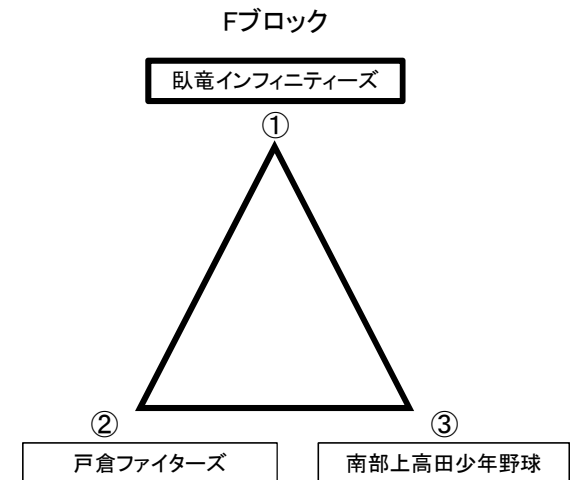 Fブロック
臥竜インフィニティーズ
①
②
③
戸倉ファイターズ
南部上高田少年野球